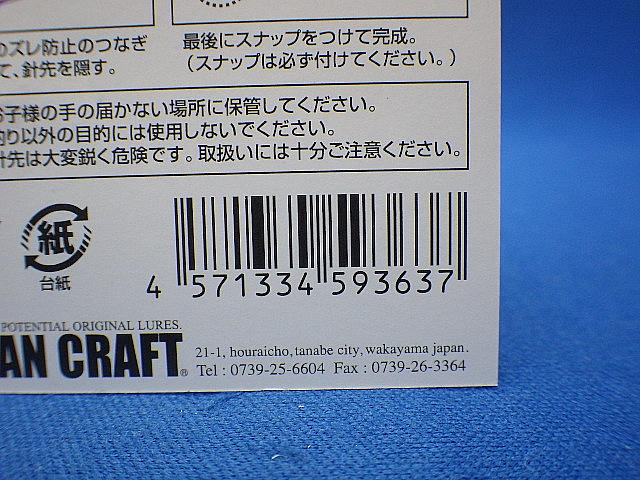 のズレ防止のつなぎ
て、針先を隠す。
最後にスナップをつけて完成。
(スナップは必ず付けてください。)
お子様の手の届かない場所に保管してください。
釣り以外の目的には使用しないでください。
針先は大変鋭く危険です。取扱いには十分ご注意ください。
紙
台紙
4 571334 593637
POTENTIAL ORIGINAL LURES.
AN CRAFT®
21-1, houraicho, tanabe city, wakayama japan.
Tel : 0739-25-6604 Fax : 0739-26-3364